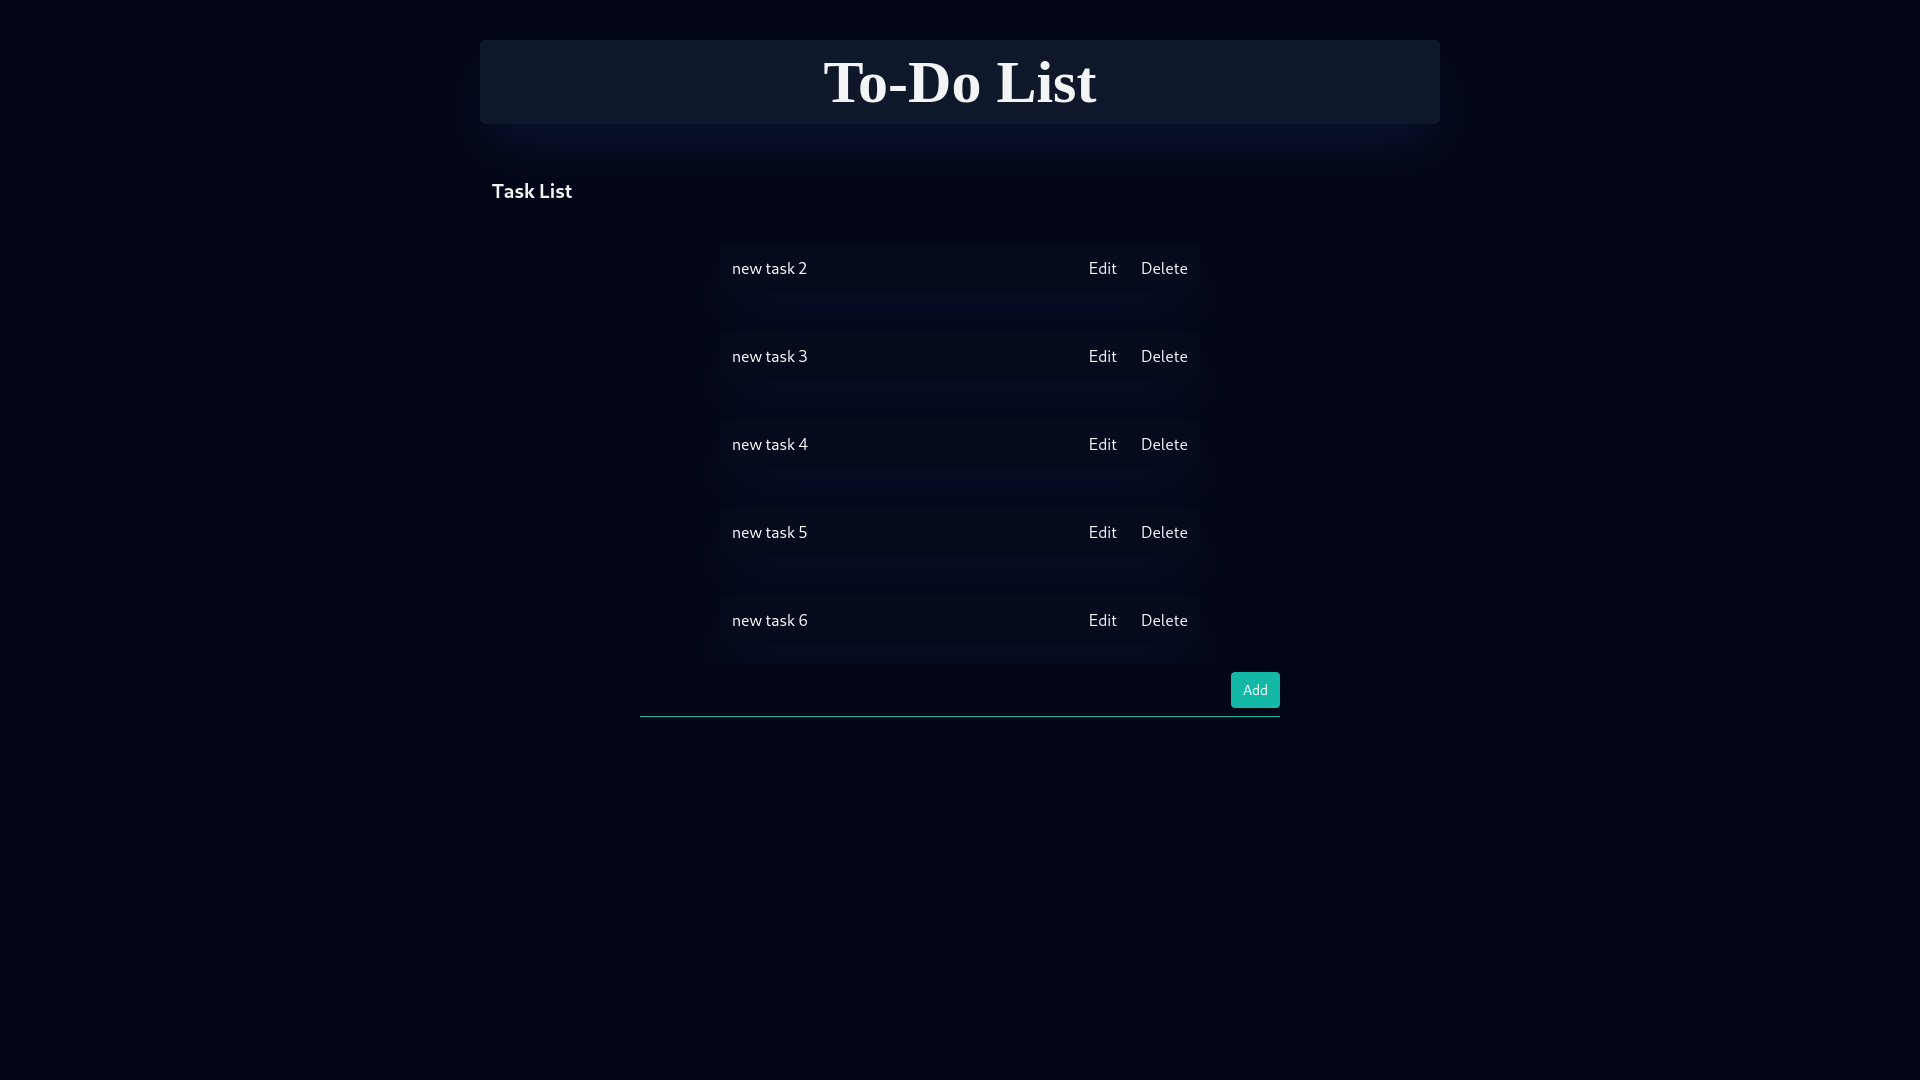 To-Do List
Task List
new task 2 Edit Delete
new task 3 Edit Delete
new task 4 Edit Delete
new task 5 Edit Delete
new task 6 Edit Delete
Add